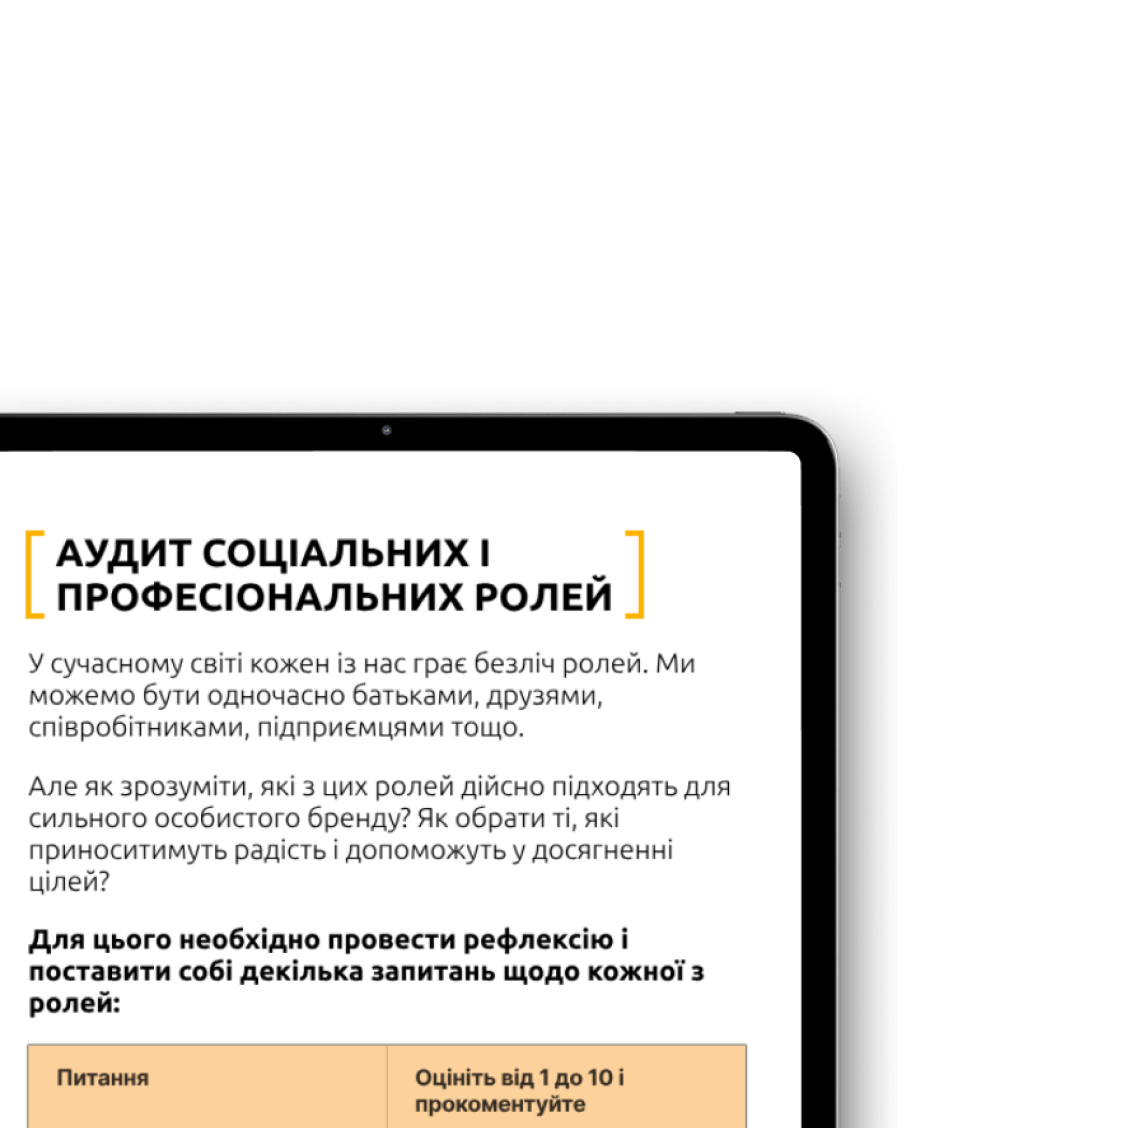 АУДИТ СОЦІАЛЬНИХ І
ПРОФЕСІОНАЛЬНИХ РОЛЕЙ
У сучасному світі кожен із нас грає безліч ролей. Ми
можемо бути одночасно батьками, друзями,
співробітниками, підприємцями тощо.
Але як зрозуміти, які з цих ролей дійсно підходять для
сильного особистого бренду? Як обрати ті, які
приноситимуть радість і допоможуть у досягненні
цілей?
Для цього необхідно провести рефлексію і
поставити собі декілька запитань щодо кожної з
ролей:
Питання
Оцініть від 1 до 10 і
прокоментуйте